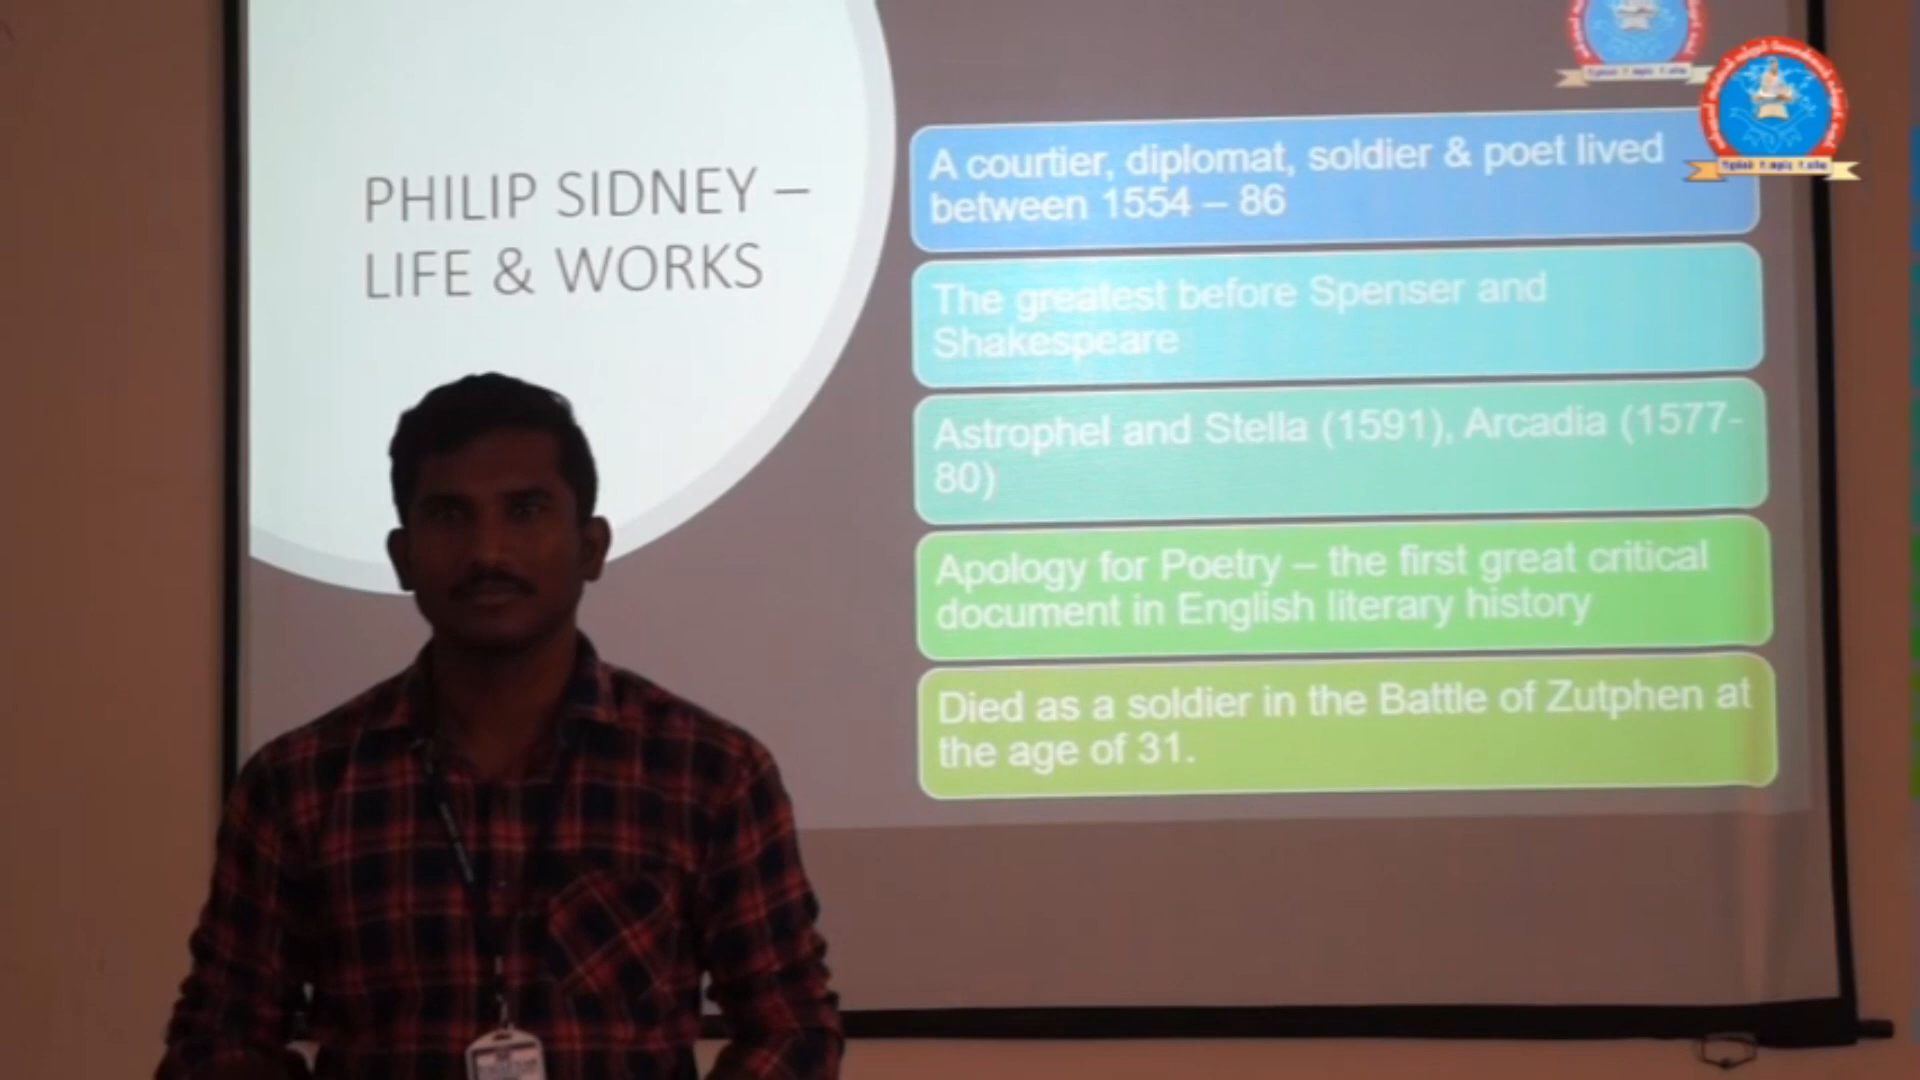 PHILIP SIDNEY –
LIFE & WORKS
A courtier, diplomat, soldier & poet lived
between 1554 – 86
The greatest before Spenser and
Shakespeare
Astrophel and Stella (1591), Arcadia (1577-
80)
Apology for Poetry – the first great critical
document in English literary history
Died as a soldier in the Battle of Zutphen at
the age of 31.